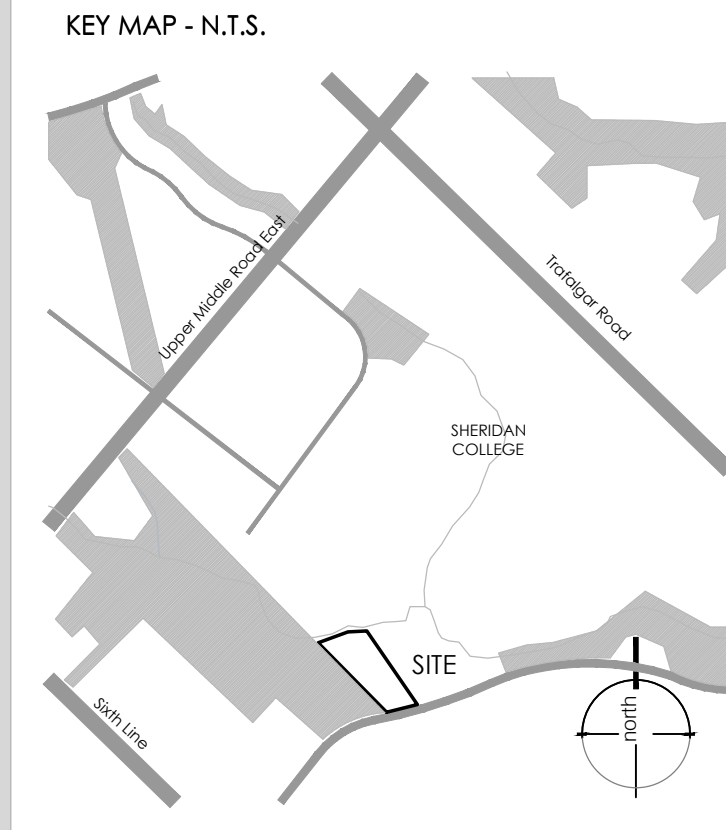 KEY MAP - N.T.S.
Upper Middle Road East
Trafalgar Road
SHERIDAN
COLLEGE
SITE
Sixth Line
north